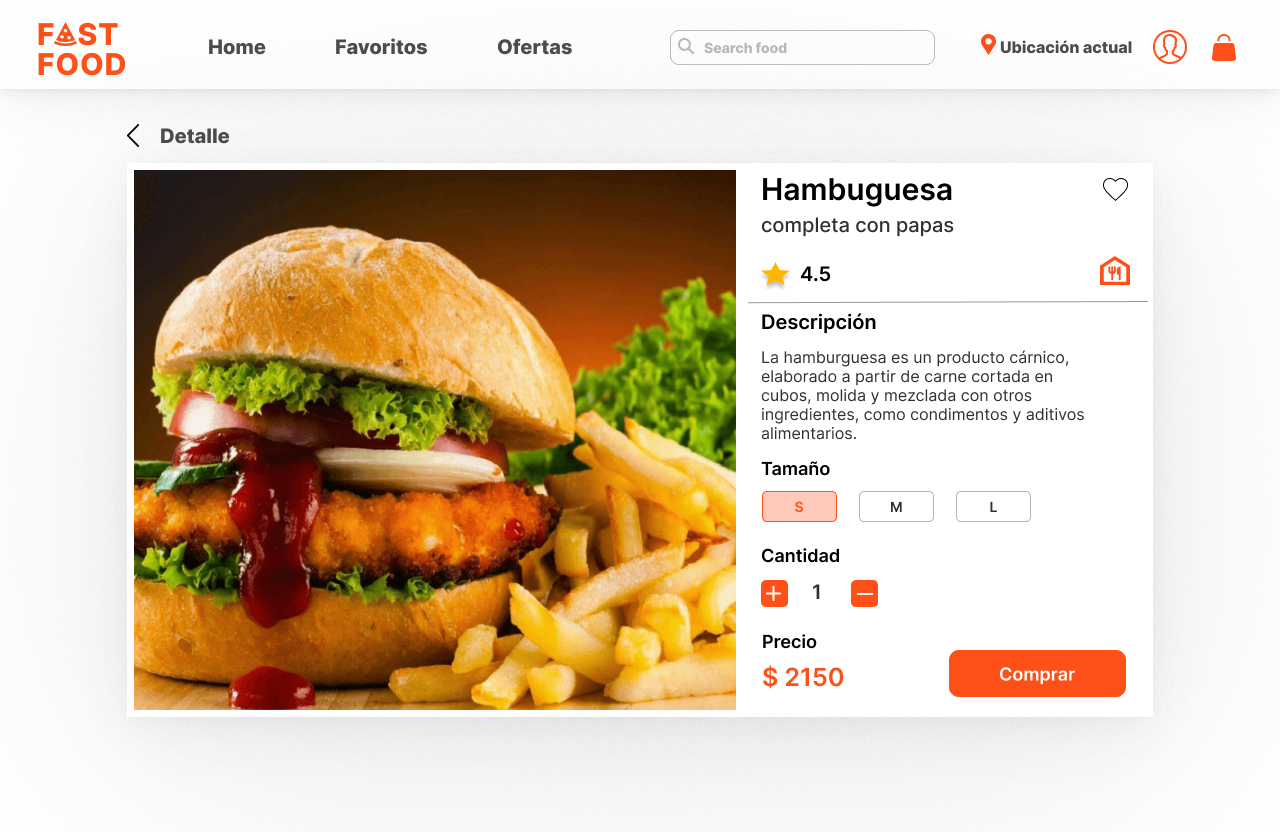 FAST
FOOD
Home
Favoritos
Ofertas
Search food
Ubicación actual
Detalle
Hambuguesa
completa con papas
4.5
Descripción
La hamburguesa es un producto cárnico,
elaborado a partir de carne cortada en
cubos, molida y mezclada con otros
ingredientes, como condimentos y aditivos
alimentarios.
Tamaño
S
M
L
Cantidad
+ 1 −
Precio
$ 2150
Comprar